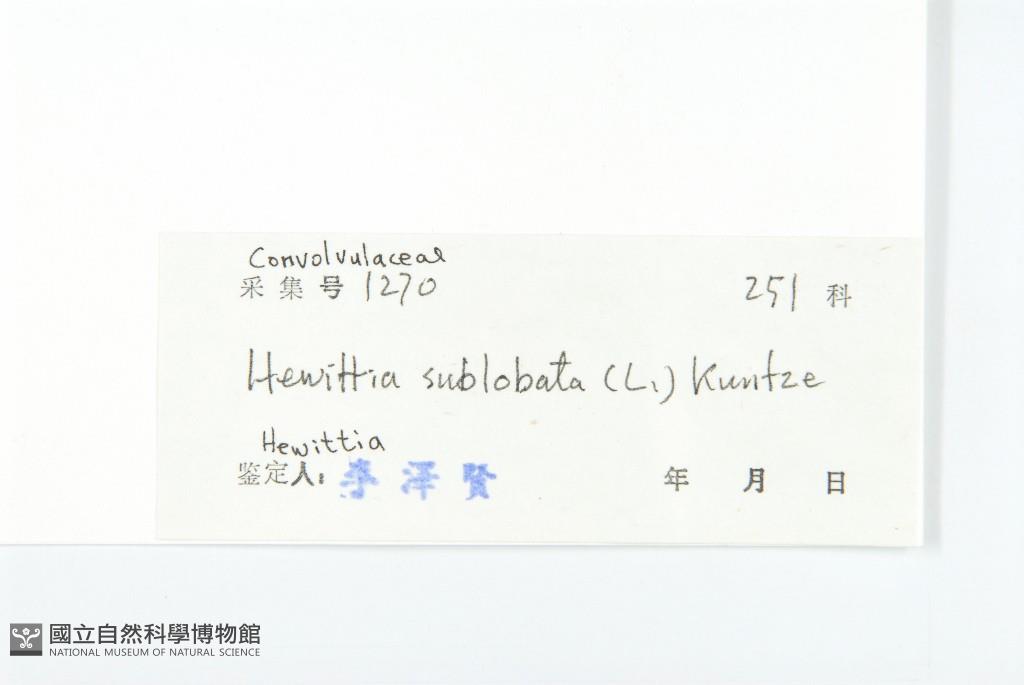 Convolvulaceae
采集号 1270 251 科
Hewittia sublobata (L.) Kuntze
Hewittia
鉴定人: 李泽贤 年 月 日
國立自然科學博物館
NATIONAL MUSEUM OF NATURAL SCIENCE